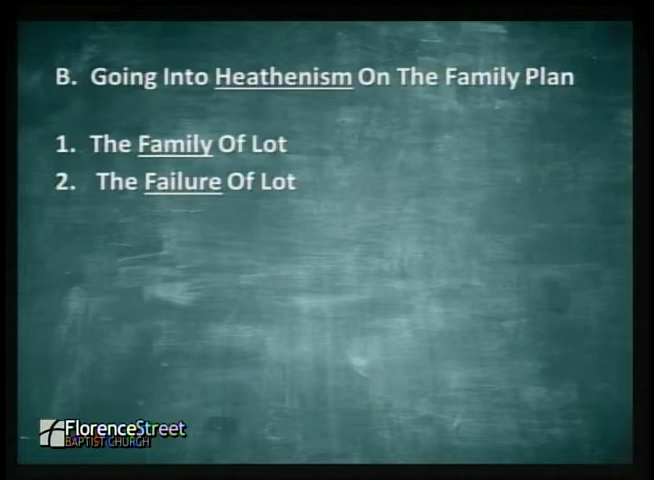 B. Going Into Heathenism On The Family Plan
1. The Family Of Lot
2. The Failure Of Lot
FlorenceStreet
BAPTIST CHURCH